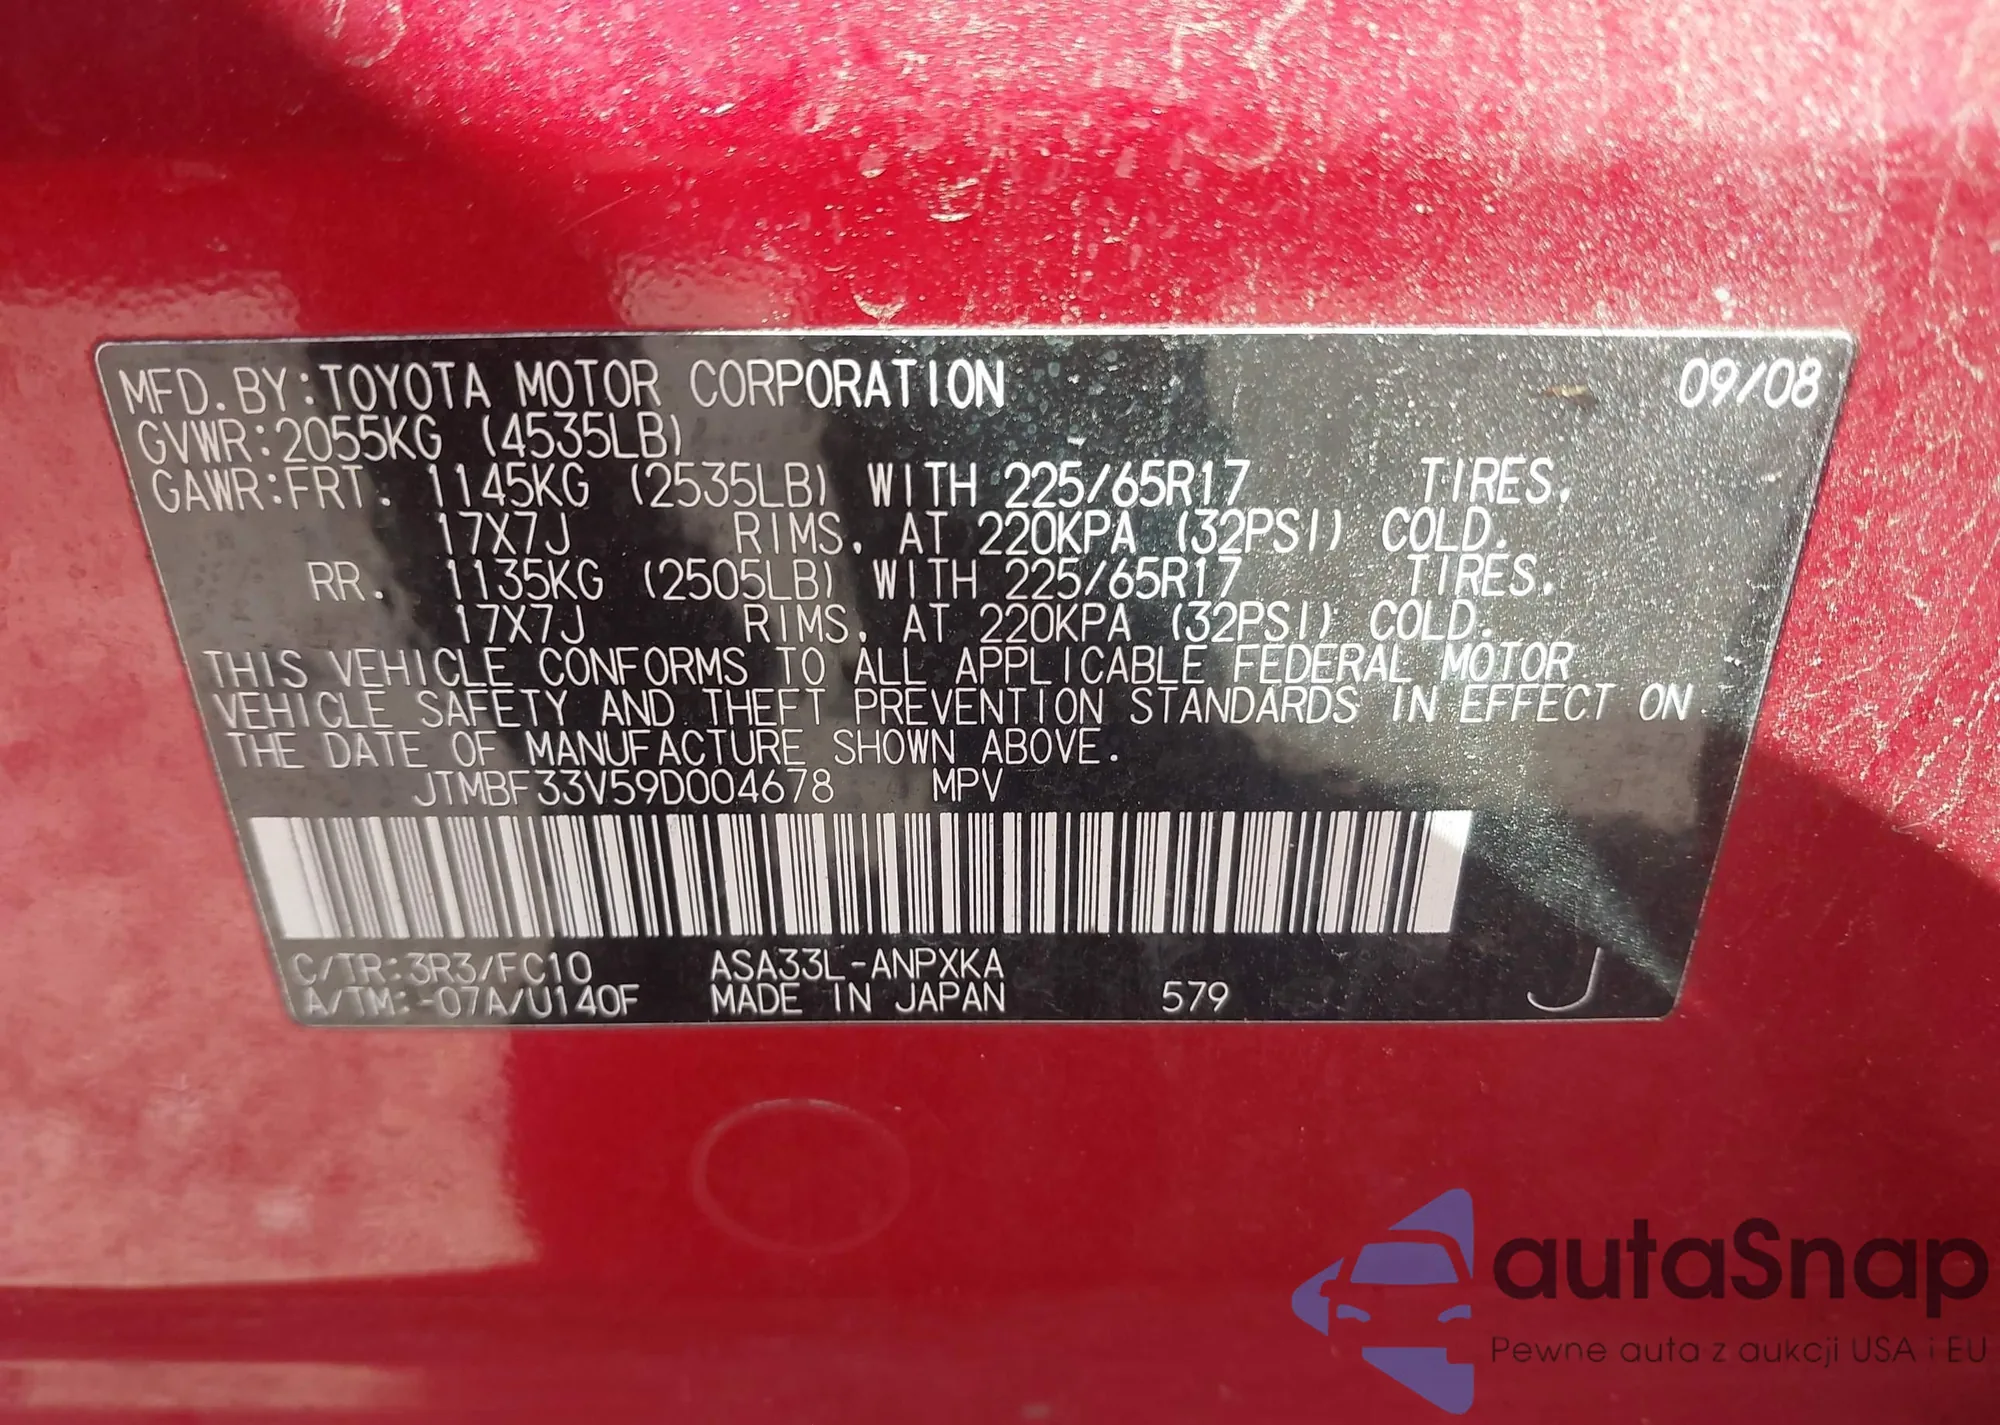 MFD. BY: TOYOTA MOTOR CORPORATION 09/08
GVWR: 2055KG (4535LB)
GAWR: FRT. 1145KG (2535LB) WITH 225/65R17 TIRES,
17X7J RIMS, AT 220KPA (32PSI) COLD.
RR. 1135KG (2505LB) WITH 225/65R17 TIRES,
17X7J RIMS, AT 220KPA (32PSI) COLD.
THIS VEHICLE CONFORMS TO ALL APPLICABLE FEDERAL MOTOR
VEHICLE SAFETY AND THEFT PREVENTION STANDARDS IN EFFECT ON
THE DATE OF MANUFACTURE SHOWN ABOVE.
JTMBF33V59D004678 MPV
C/TR: 3R3/FC10 ASA33L-ANPXKA
A/TM: -07A/U140F MADE IN JAPAN 579 J
autaSnap
Pewne auta z aukcji USA i EU